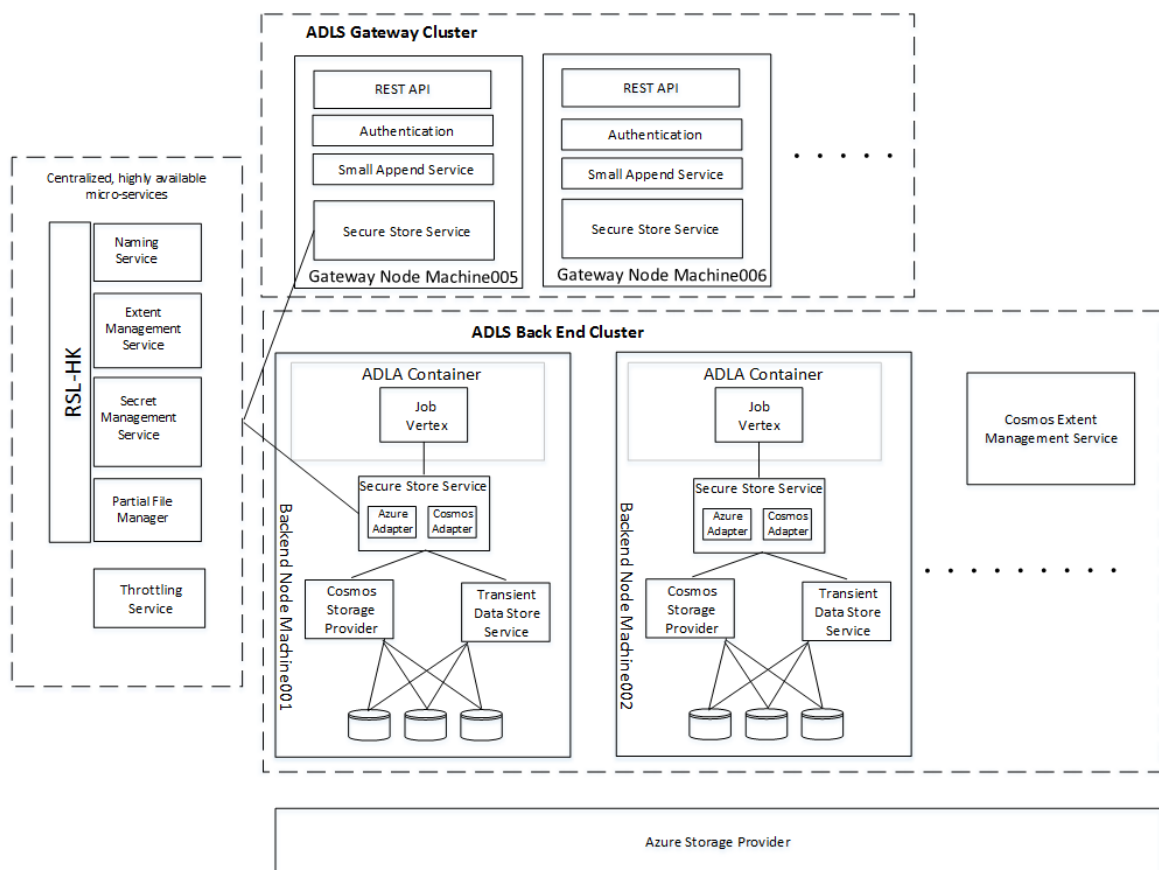 ADLS Gateway Cluster
REST API
Authentication
Small Append Service
Secure Store Service
Gateway Node Machine005
REST API
Authentication
Small Append Service
Secure Store Service
Gateway Node Machine006
Centralized, highly available
micro-services
RSL-HK
Naming
Service
Extent
Management
Service
Secret
Management
Service
Partial File
Manager
Throttling
Service
ADLS Back End Cluster
Backend Node Machine001
ADLA Container
Job
Vertex
Secure Store Service
Azure
Adapter
Cosmos
Adapter
Cosmos
Storage
Provider
Transient
Data Store
Service
Backend Node Machine002
ADLA Container
Job
Vertex
Secure Store Service
Azure
Adapter
Cosmos
Adapter
Cosmos
Storage
Provider
Transient
Data Store
Service
Cosmos Extent
Management Service
Azure Storage Provider